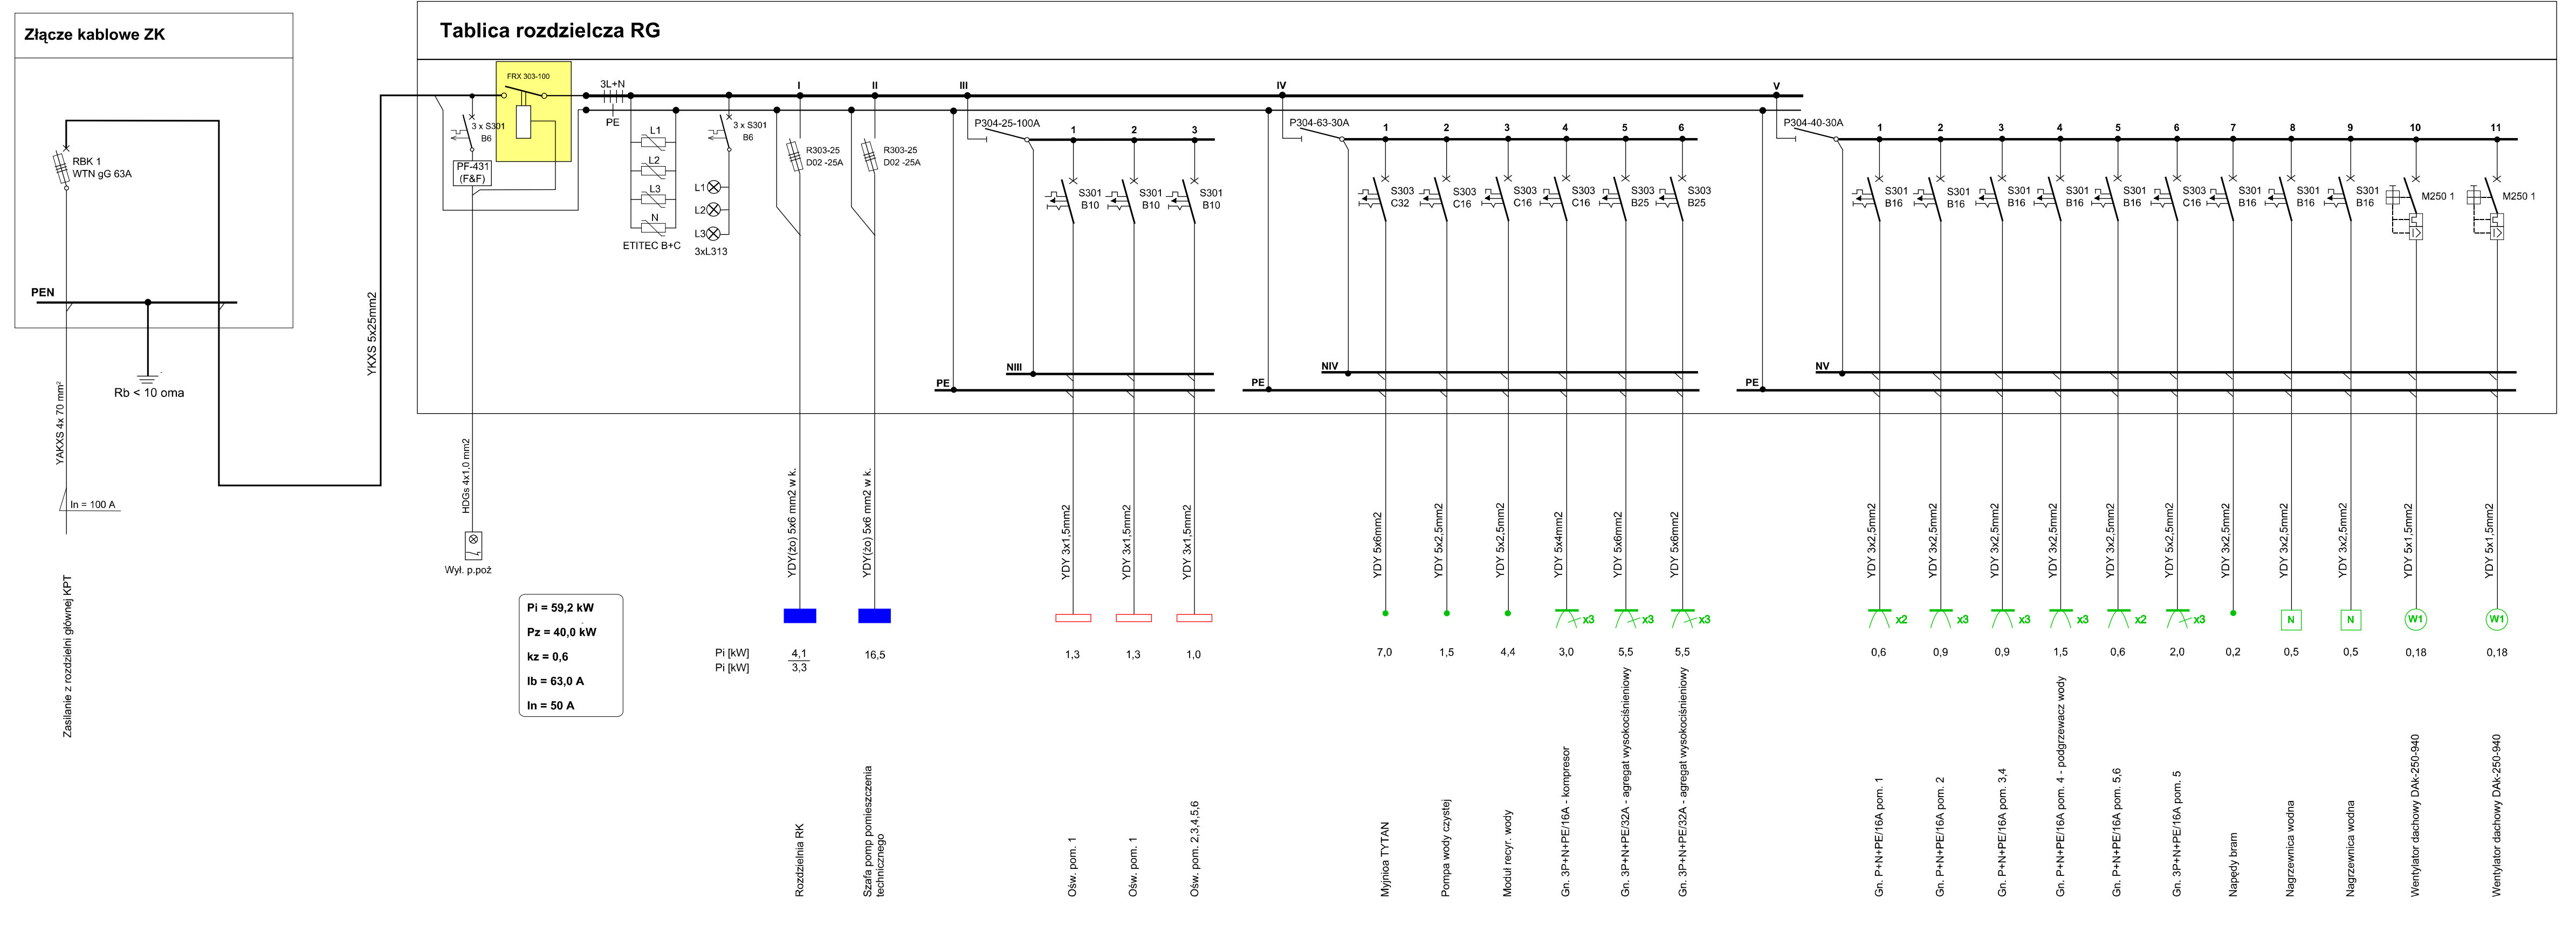 Złącze kablowe ZK
Tablica rozdzielcza RG
RBK 1
WTN gG 63A
PEN
Rb < 10 oma
YAKXS 4x 70 mm²
In = 100 A
Zasilanie z rozdzielni głównej KPT
YKXS 5x25mm2
3 x S301
B6
PF-431
(F&F)
FRX 303-100
HDGs 4x1,0 mm2
Wył. p.poż
3L+N
PE
L1
L2
L3
N
ETITEC B+C
3 x S301
B6
L1
L2
L3
3xL313
I
R303-25
D02 -25A
II
R303-25
D02 -25A
YDY(żo) 5x6 mm2 w k.
YDY(żo) 5x6 mm2 w k.
Pi = 59,2 kW
Pz = 40,0 kW
kz = 0,6
Ib = 63,0 A
In = 50 A
Pi [kW]
Pi [kW]
4,1
3,3
16,5
Rozdzielnia RK
Szafa pomp pomieszczenia
technicznego
III
P304-25-100A
1
2
3
S301
B10
S301
B10
S301
B10
NIII
PE
YDY 3x1,5mm2
YDY 3x1,5mm2
YDY 3x1,5mm2
1,3
1,3
1,0
Ośw. pom. 1
Ośw. pom. 1
Ośw. pom. 2,3,4,5,6
IV
P304-63-30A
1
2
3
4
5
6
S303
C32
S303
C16
S303
C16
S303
C16
S303
B25
S303
B25
NIV
PE
YDY 5x6mm2
YDY 5x2,5mm2
YDY 5x2,5mm2
YDY 5x4mm2
YDY 5x6mm2
YDY 5x6mm2
x3
x3
x3
7,0
1,5
4,4
3,0
5,5
5,5
Myjnioa TYTAN
Pompa wody czystej
Moduł recyr. wody
Gn. 3P+N+PE/16A - kompresor
Gn. 3P+N+PE/32A - agregat wysokociśnieniowy
Gn. 3P+N+PE/32A - agregat wysokociśnieniowy
V
P304-40-30A
1
2
3
4
5
6
7
8
9
10
11
S301
B16
S301
B16
S301
B16
S301
B16
S301
B16
S303
C16
S301
B16
S301
B16
S301
B16
M250 1
M250 1
NV
PE
YDY 3x2,5mm2
YDY 3x2,5mm2
YDY 3x2,5mm2
YDY 3x2,5mm2
YDY 3x2,5mm2
YDY 5x2,5mm2
YDY 3x2,5mm2
YDY 3x2,5mm2
YDY 3x2,5mm2
YDY 5x1,5mm2
YDY 5x1,5mm2
x2
x3
x3
x3
x2
x3
N
N
W1
W1
0,6
0,9
0,9
1,5
0,6
2,0
0,2
0,5
0,5
0,18
0,18
Gn. P+N+PE/16A pom. 1
Gn. P+N+PE/16A pom. 2
Gn. P+N+PE/16A pom. 3,4
Gn. P+N+PE/16A pom. 4 - podgrzewacz wody
Gn. P+N+PE/16A pom. 5,6
Gn. 3P+N+PE/16A pom. 5
Napędy bram
Nagrzewnica wodna
Nagrzewnica wodna
Wentylator dachowy DAk-250-940
Wentylator dachowy DAk-250-940